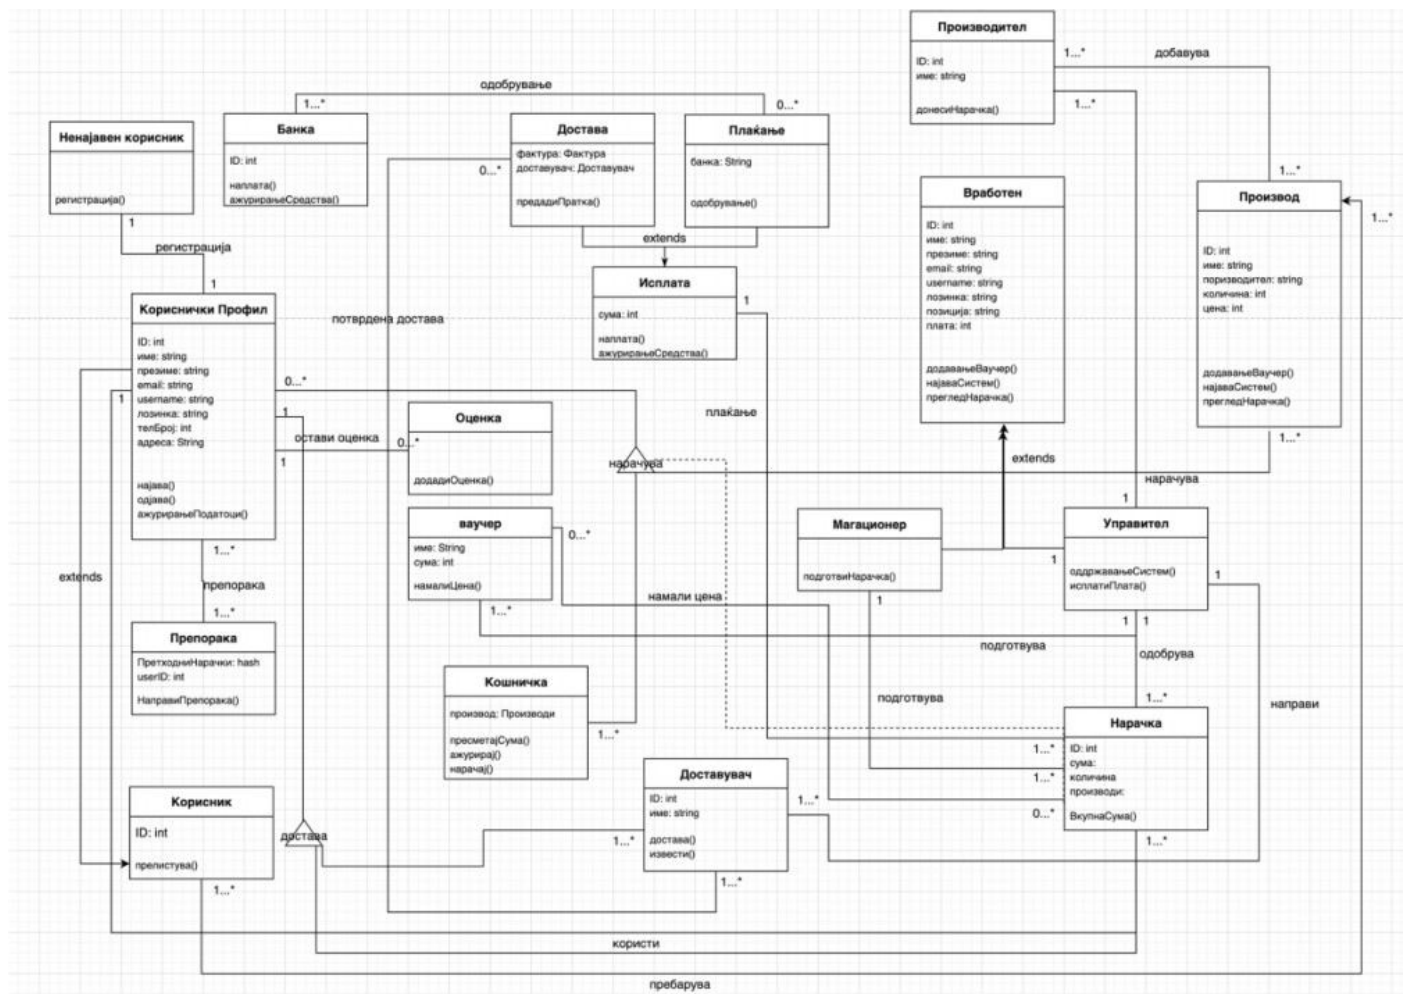 Производител
ID: int
име: string
донесиНарачка()
1...*
добавува
1...*
одобрување
1...*
0...*
Ненајавен корисник
регистрација()
1
регистрација
1
Банка
ID: int
наплата()
ажурирањеСредства()
Достава
фактура: Фактура
доставувач: Доставувач
предадиПратка()
0...*
Плаќање
банка: String
одобрување()
extends
Вработен
ID: int
име: string
презиме: string
email: string
username: string
лозинка: string
позиција: string
плата: int
додавањеВаучер()
најаваСистем()
прегледНарачка()
1...*
Производ
ID: int
име: string
поризводител: string
количина: int
цена: int
додавањеВаучер()
најаваСистем()
прегледНарачка()
1...*
1...*
Исплата
сума: int
наплата()
ажурирањеСредства()
1
потврдена достава
Кориснички Профил
ID: int
име: string
презиме: string
email: string
username: string
лозинка: string
телБрој: int
адреса: String
најава()
одјава()
ажурирањеПодатоци()
0...*
1
1
остави оценка
0...*
1
1...*
плаќање
Оценка
додадиОценка()
нарачува
extends
нарачува
1
ваучер
име: String
сума: int
намалиЦена()
0...*
1...*
Магационер
подготвиНарачка()
1
Управител
оддржавањеСистем()
исплатиПлата()
1
1
1
1
extends
препорака
1...*
намали цена
подготвува
одобрува
1...*
Препорака
ПретходниНарачки: hash
userID: int
НаправиПрепорака()
Кошничка
производ: Производи
пресметајСума()
ажурирај()
нарачај()
1...*
подготвува
направи
Нарачка
ID: int
сума:
количина
производи:
ВкупнаСума()
1...*
1...*
0...*
1...*
Корисник
ID: int
прелистува()
1...*
достава
Доставувач
ID: int
име: string
достава()
извести()
1...*
1...*
1...*
користи
пребарува